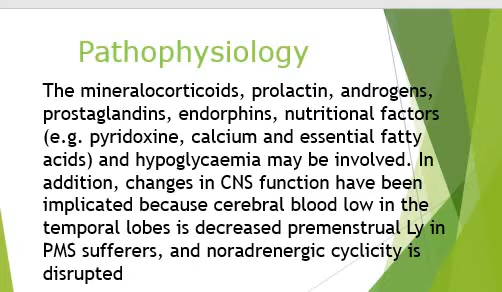 Pathophysiology
The mineralocorticoids, prolactin, androgens,
prostaglandins, endorphins, nutritional factors
(e.g. pyridoxine, calcium and essential fatty
acids) and hypoglycaemia may be involved. In
addition, changes in CNS function have been
implicated because cerebral blood low in the
temporal lobes is decreased premenstrual Ly in
PMS sufferers, and noradrenergic cyclicity is
disrupted